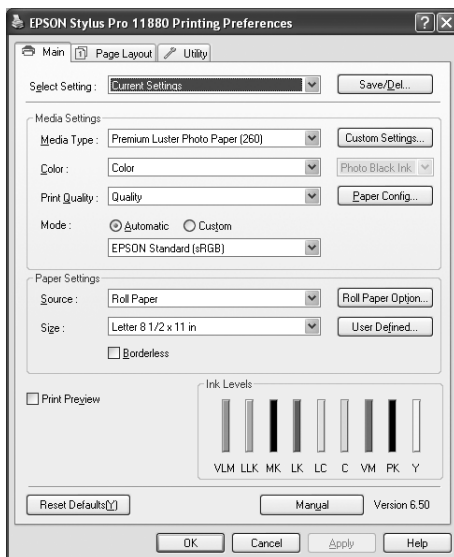 EPSON Stylus Pro 11880 Printing Preferences
Main Page Layout Utility
Select Setting : Current Settings Save/Del...
Media Settings
Media Type : Premium Luster Photo Paper (260) Custom Settings...
Color : Color Photo Black Ink
Print Quality : Quality Paper Config...
Mode : Automatic Custom
EPSON Standard (sRGB)
Paper Settings
Source : Roll Paper Roll Paper Option...
Size : Letter 8 1/2 x 11 in User Defined...
Borderless
Print Preview
Ink Levels
VLM LLK MK LK LC C VM PK Y
Reset Defaults(Y) Manual Version 6.50
OK Cancel Apply Help